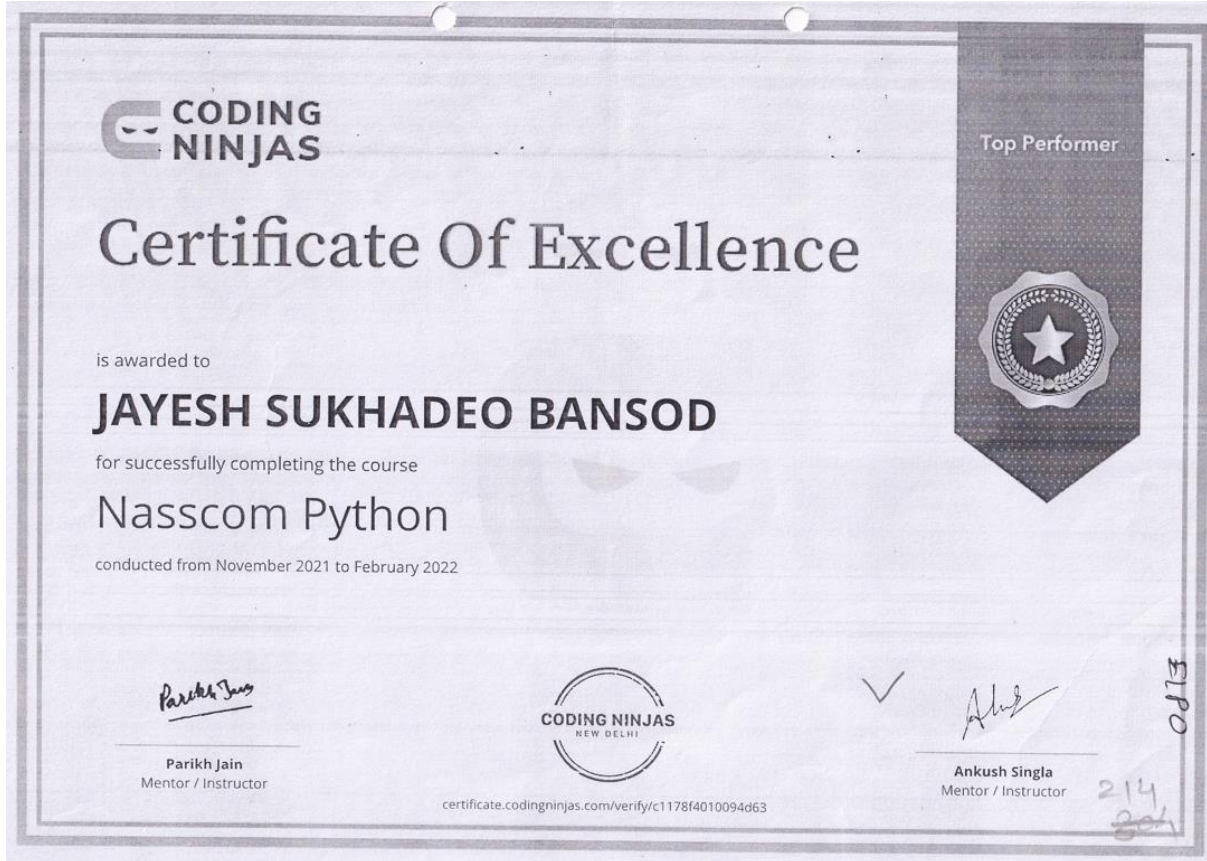 CODING
NINJAS
Top Performer
Certificate Of Excellence
is awarded to
JAYESH SUKHADEO BANSOD
for successfully completing the course
Nasscom Python
conducted from November 2021 to February 2022
Parikh Jain
CODING NINJAS
NEW DELHI
Parikh Jain
Mentor / Instructor
Ankush Singla
Mentor / Instructor
certificate.codingninjas.com/verify/c1178f4010094d63
214